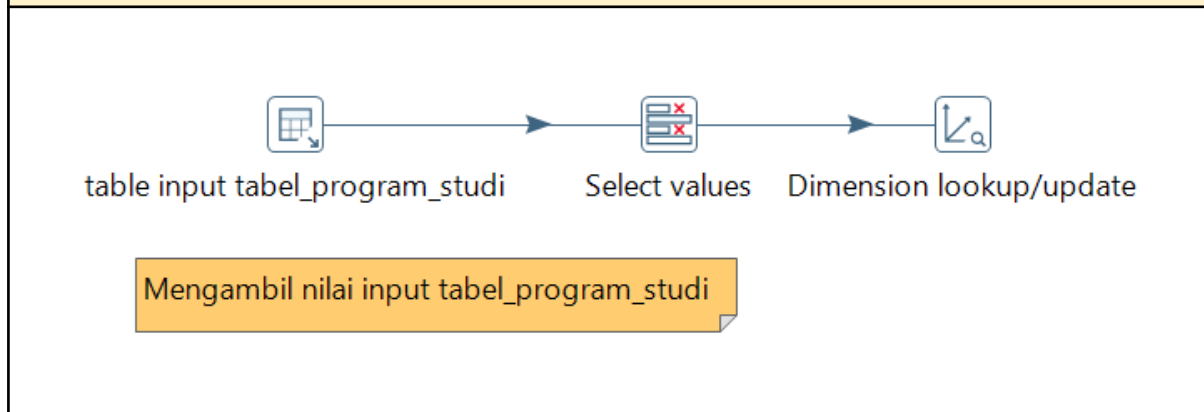 table input tabel_program_studi
Select values
Dimension lookup/update
Mengambil nilai input tabel_program_studi